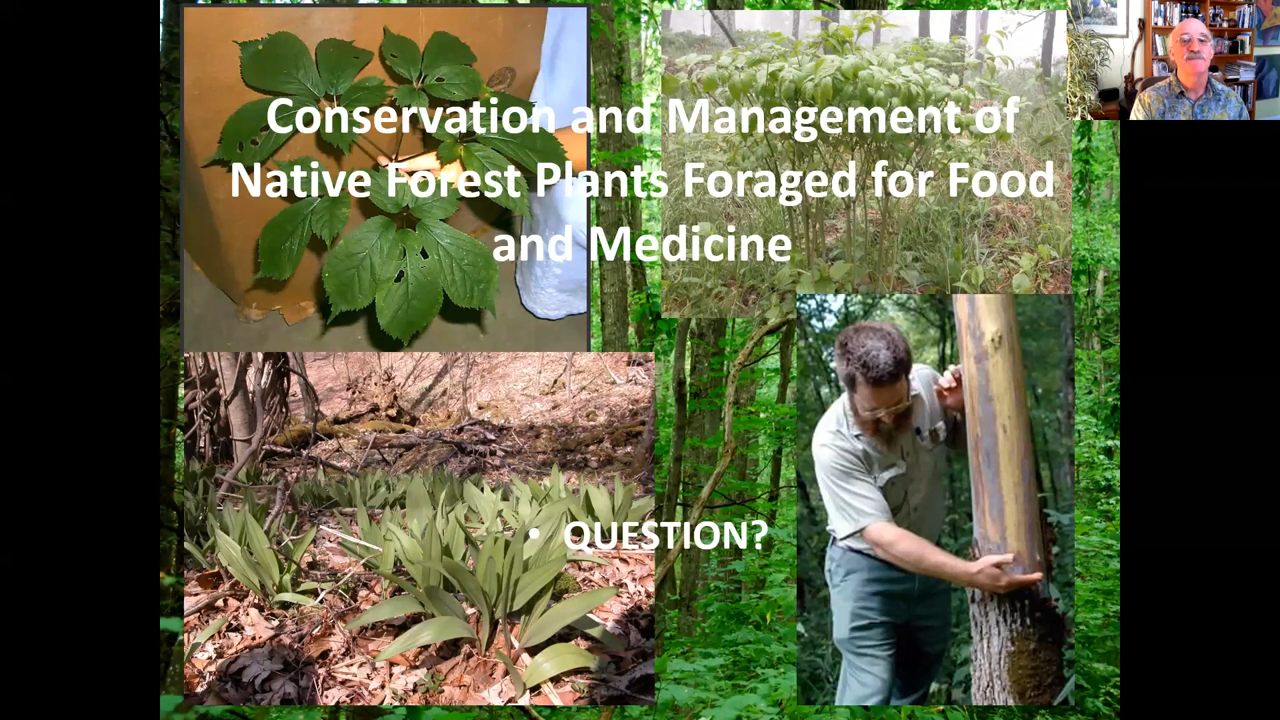 Conservation and Management of
Native Forest Plants Foraged for Food
and Medicine
• QUESTION?